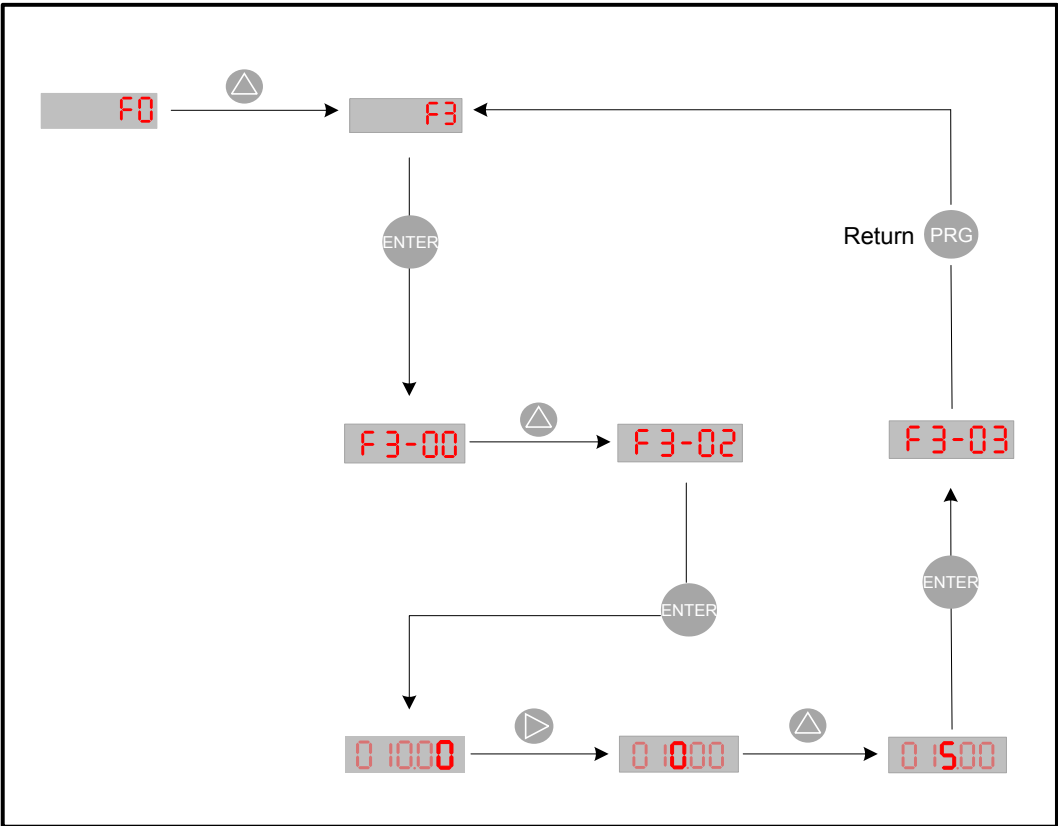 F0
F3
ENTER
Return PRG
F3-00
F3-02
F3-03
ENTER
ENTER
010.00
010.00
015.00